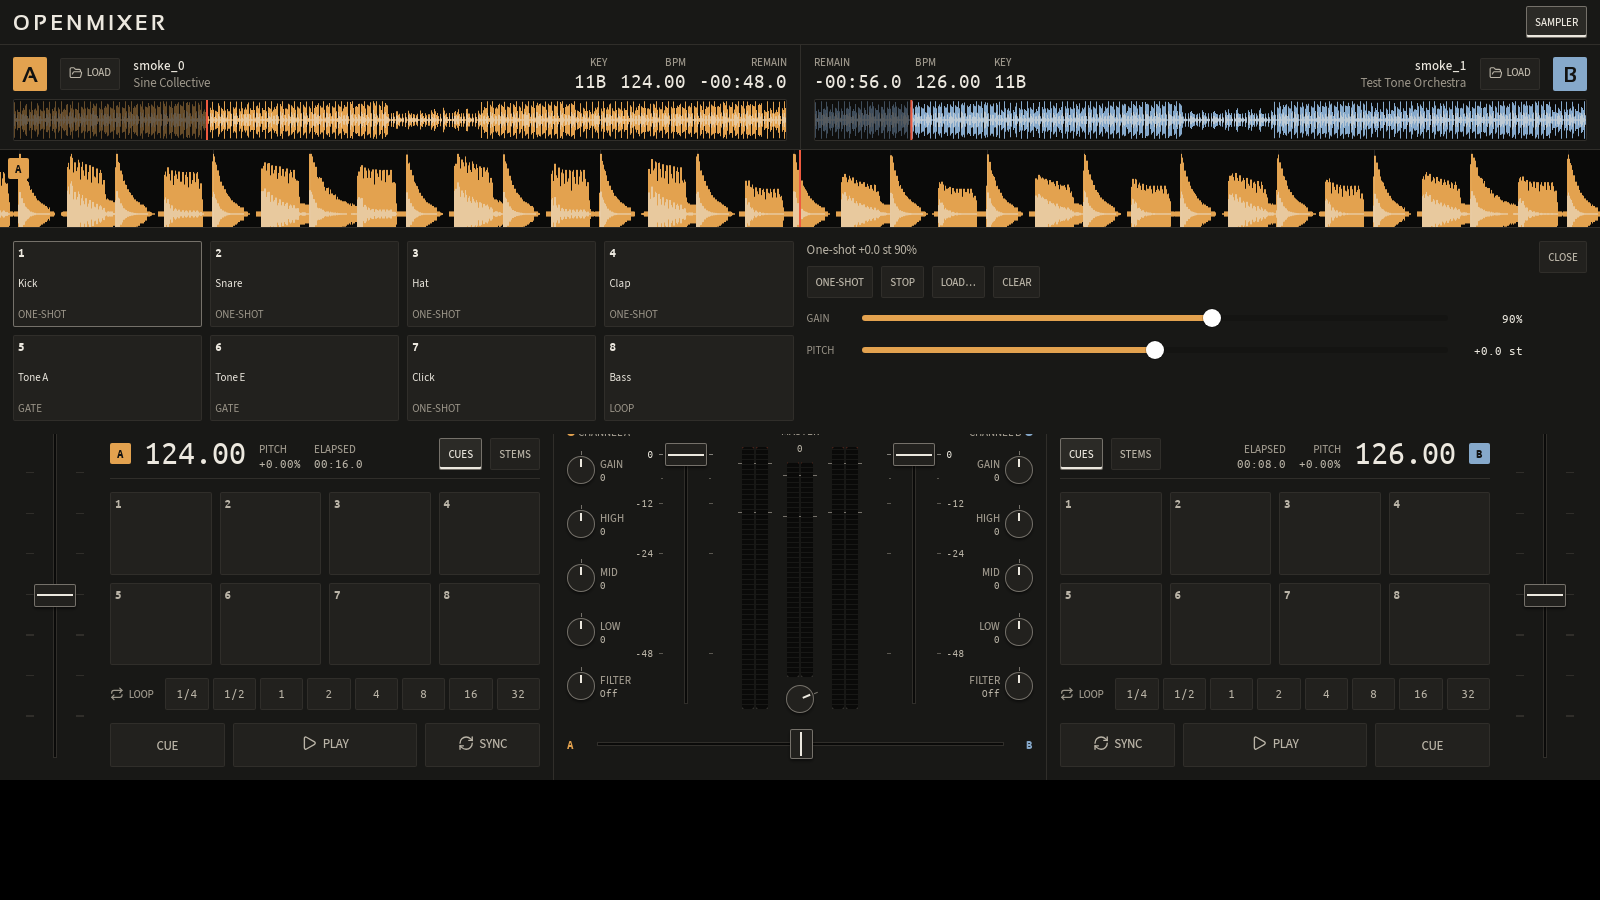 OPENMIXER
SAMPLER
A
LOAD
smoke_0
Sine Collective
KEY
11B
BPM
124.00
REMAIN
-00:48.0
REMAIN
-00:56.0
BPM
126.00
KEY
11B
smoke_1
Test Tone Orchestra
LOAD
B
A
1
Kick
ONE-SHOT
2
Snare
ONE-SHOT
3
Hat
ONE-SHOT
4
Clap
ONE-SHOT
5
Tone A
GATE
6
Tone E
GATE
7
Click
ONE-SHOT
8
Bass
LOOP
One-shot +0.0 st 90%
CLOSE
ONE-SHOT
STOP
LOAD...
CLEAR
GAIN
90%
PITCH
+0.0 st
A
124.00
PITCH
+0.00%
ELAPSED
00:16.0
CUES
STEMS
1
2
3
4
5
6
7
8
LOOP
1/4
1/2
1
2
4
8
16
32
CUE
PLAY
SYNC
GAIN
0
HIGH
0
MID
0
LOW
0
FILTER
Off
0
-12
-24
-48
0
0
-12
-24
-48
GAIN
0
HIGH
0
MID
0
LOW
0
FILTER
Off
A
B
CUES
STEMS
ELAPSED
00:08.0
PITCH
+0.00%
126.00
B
1
2
3
4
5
6
7
8
LOOP
1/4
1/2
1
2
4
8
16
32
SYNC
PLAY
CUE